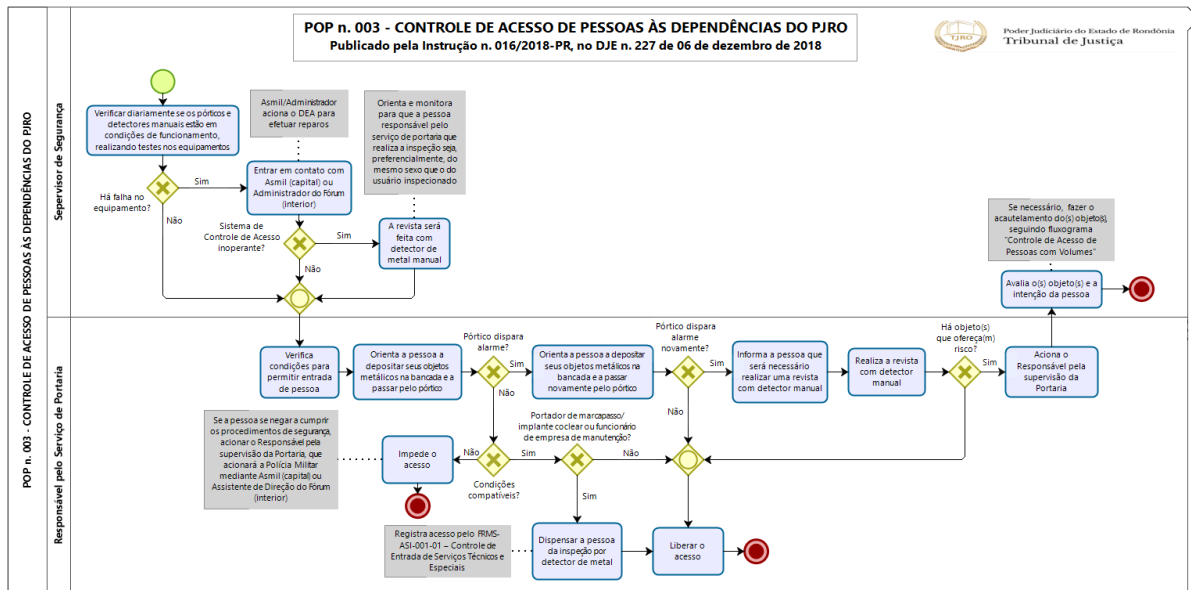 POP n. 003 - CONTROLE DE ACESSO DE PESSOAS ÀS DEPENDÊNCIAS DO PJRO
Publicado pela Instrução n. 016/2018-PR, no DJE n. 227 de 06 de dezembro de 2018
TJRO
Poder Judiciário do Estado de Rondônia
Tribunal de Justiça
POP n. 003 - CONTROLE DE ACESSO DE PESSOAS ÀS DEPENDÊNCIAS DO PJRO
Sepervisor de Segurança
Verificar diariamente se os pórticos e
detectores manuais estão em
condições de funcionamento,
realizando testes nos equipamentos
Há falha no
equipamento?
Sim
Não
Asmil/Administrador
aciona o DEA para
efetuar reparos
Entrar em contato com
Asmil (capital) ou
Administrador do Fórum
(interior)
Sistema de
Controle de Acesso
inoperante?
Sim
Não
Orienta e monitora
para que a pessoa
responsável pelo
serviço de portaria que
realiza a inspeção seja,
preferencialmente, do
mesmo sexo que o do
usuário inspecionado
A revista será
feita com
detector de
metal manual
Se necessário, fazer o
acautelamento do(s) objeto(s),
seguindo fluxograma
"Controle de Acesso de
Pessoas com Volumes"
Avalia o(s) objeto(s) e a
intenção da pessoa
Responsável pelo Serviço de Portaria
Verifica
condições para
permitir entrada
de pessoa
Orienta a pessoa a
depositar seus objetos
metálicos na bancada e a
passar pelo pórtico
Pórtico dispara
alarme?
Sim
Não
Orienta a pessoa a depositar
seus objetos metálicos na
bancada e a passar
novamente pelo pórtico
Pórtico dispara
alarme
novamente?
Sim
Não
Informa a pessoa que
será necessário
realizar uma revista
com detector manual
Realiza a revista
com detector
manual
Há objeto(s)
que ofereça(m)
risco?
Sim
Não
Aciona o
Responsável pela
supervisão da
Portaria
Se a pessoa se negar a cumprir
os procedimentos de segurança,
acionar o Responsável pela
supervisão da Portaria, que
acionará a Polícia Militar
mediante Asmil (capital) ou
Assistente de Direção do Fórum
(interior)
Impede o
acesso
Não
Condições
compatíveis?
Sim
Portador de marcapasso/
implante coclear ou funcionário
de empresa de manutenção?
Não
Sim
Registra acesso pelo FRMS-
ASI-001-01 – Controle de
Entrada de Serviços Técnicos e
Especiais
Dispensar a pessoa
da inspeção por
detector de metal
Liberar o
acesso